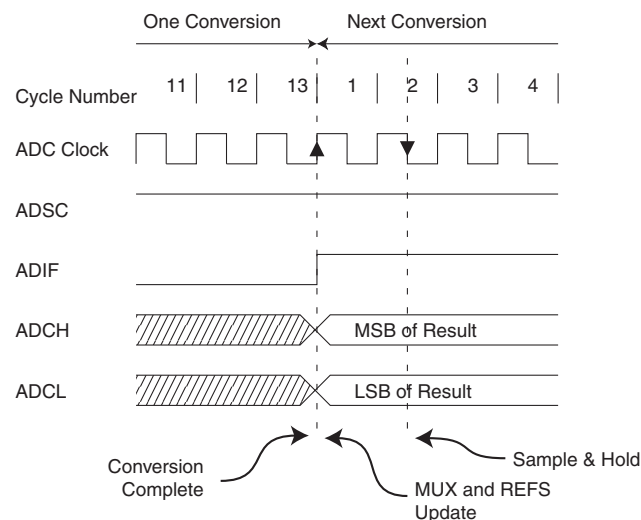 One Conversion Next Conversion
Cycle Number 11 12 13 1 2 3 4
ADC Clock
ADSC
ADIF
ADCH MSB of Result
ADCL LSB of Result
Conversion
Complete
MUX and REFS
Update
Sample & Hold